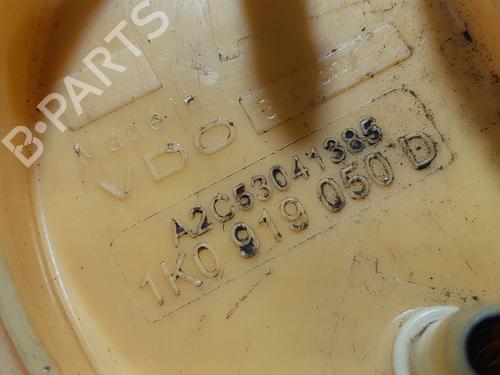 B-PARTS
Made in
VDO
A2C53041385
1K0 919 050 D